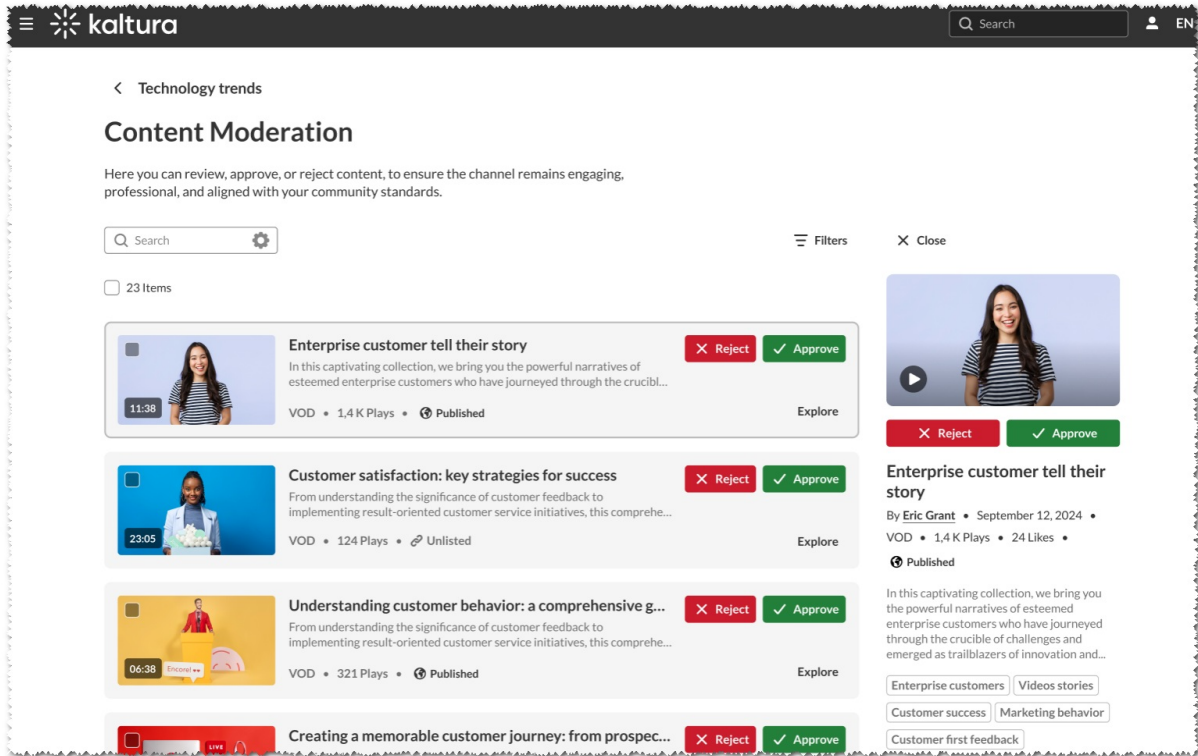 kaltura
Search
EN
Technology trends
Content Moderation
Here you can review, approve, or reject content, to ensure the channel remains engaging,
professional, and aligned with your community standards.
Search
Filters
Close
23 Items
11:38
Enterprise customer tell their story
In this captivating collection, we bring you the powerful narratives of
esteemed enterprise customers who have journeyed through the crucibl...
VOD • 1,4 K Plays • Published
Reject
Approve
Explore
23:05
Customer satisfaction: key strategies for success
From understanding the significance of customer feedback to
implementing result-oriented customer service initiatives, this comprehe...
VOD • 124 Plays • Unlisted
Reject
Approve
Explore
06:38
Encore!
Understanding customer behavior: a comprehensive g...
From understanding the significance of customer feedback to
implementing result-oriented customer service initiatives, this comprehe...
VOD • 321 Plays • Published
Reject
Approve
Explore
LIVE
Creating a memorable customer journey: from prospec...
Reject
Approve
Reject
Approve
Enterprise customer tell their
story
By Eric Grant • September 12, 2024 •
VOD • 1,4 K Plays • 24 Likes •
Published
In this captivating collection, we bring you
the powerful narratives of esteemed
enterprise customers who have journeyed
through the crucible of challenges and
emerged as trailblazers of innovation and...
Enterprise customers
Videos stories
Customer success
Marketing behavior
Customer first feedback